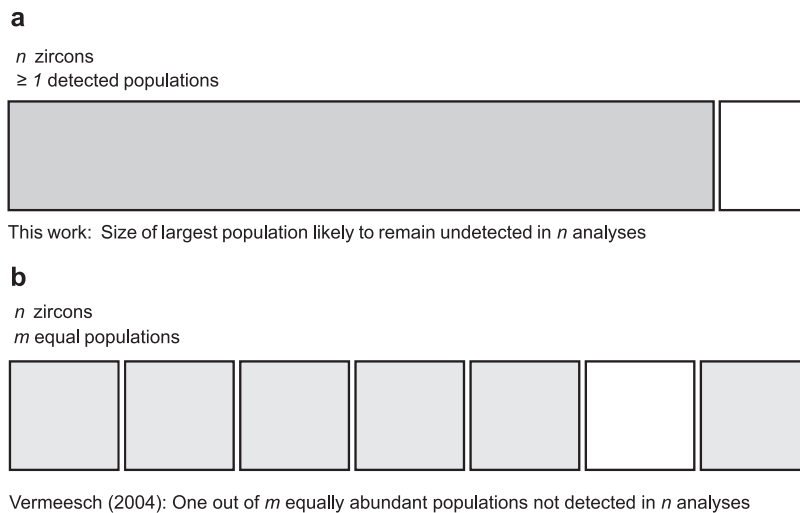 a
n zircons
≥ 1 detected populations
This work: Size of largest population likely to remain undetected in n analyses
b
n zircons
m equal populations
Vermeesch (2004): One out of m equally abundant populations not detected in n analyses